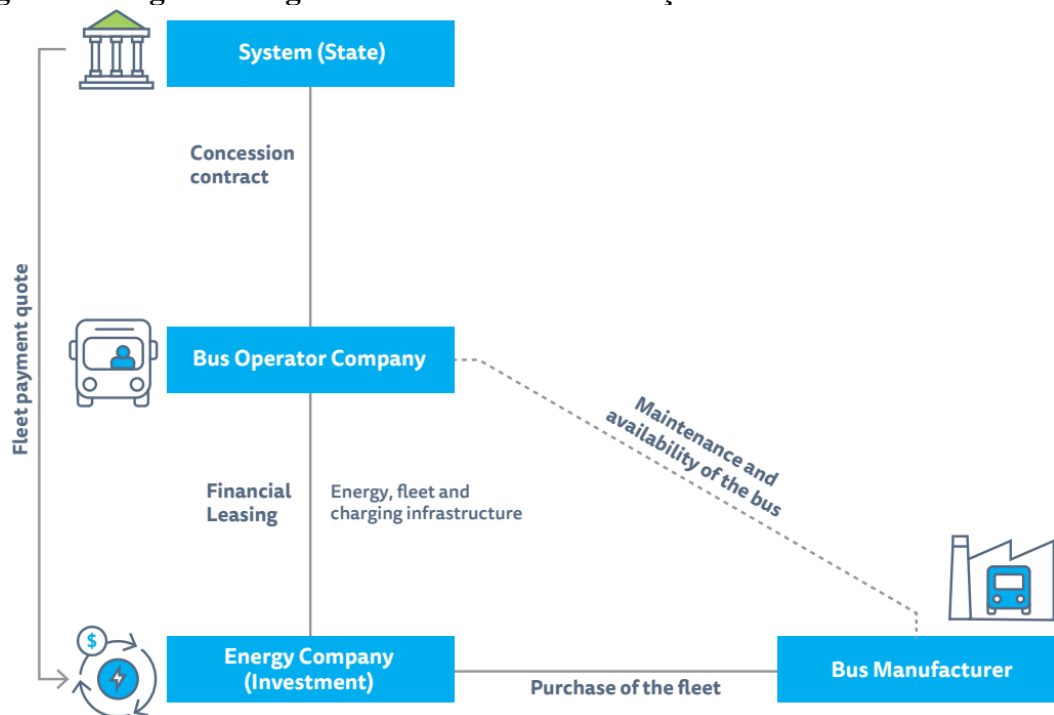 System (State)
Concession
contract
Fleet payment quote
Bus Operator Company
Maintenance and
availability of the bus
Financial
Leasing
Energy, fleet and
charging infrastructure
$
Energy Company
(Investment)
Purchase of the fleet
Bus Manufacturer